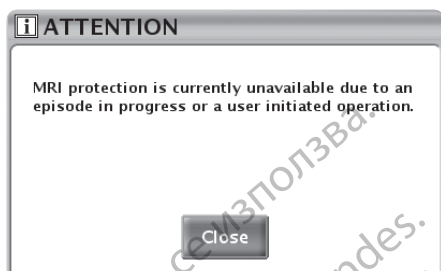 ATTENTION
MRI protection is currently unavailable due to an
episode in progress or a user initiated operation.
Close